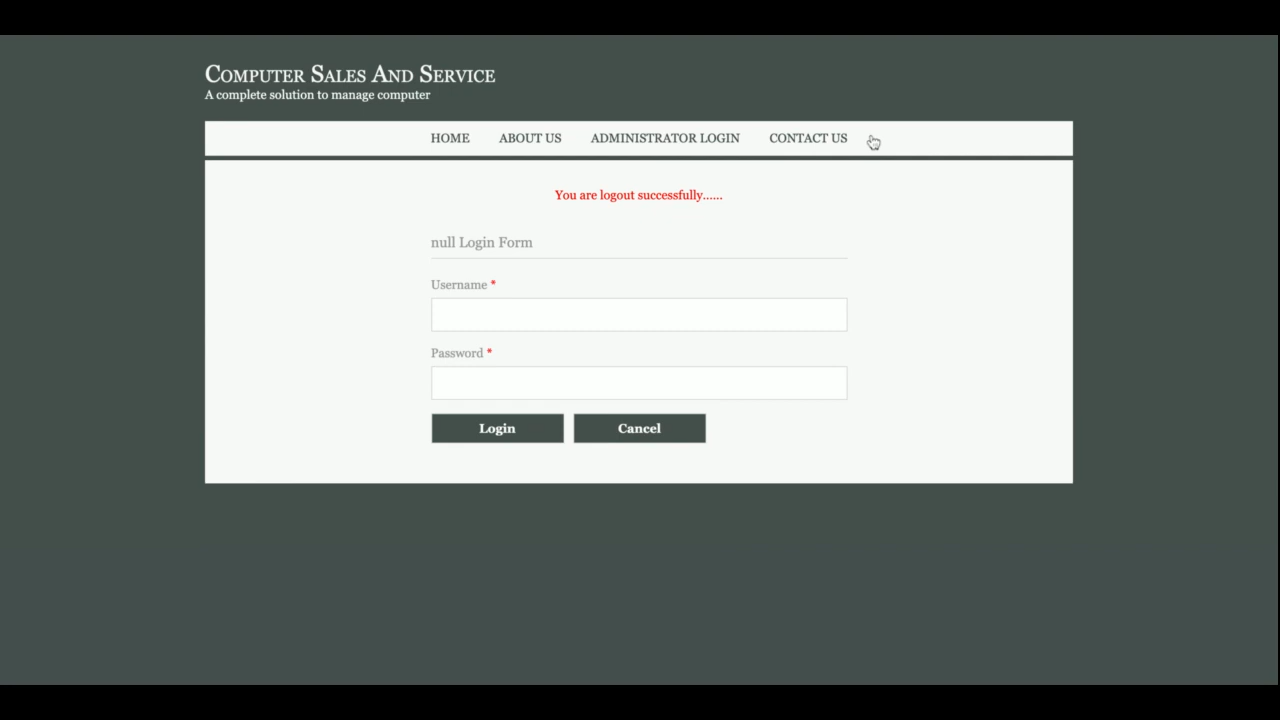 COMPUTER SALES AND SERVICE
A complete solution to manage computer
HOME ABOUT US ADMINISTRATOR LOGIN CONTACT US
You are logout successfully......
null Login Form
Username *
Password *
Login Cancel